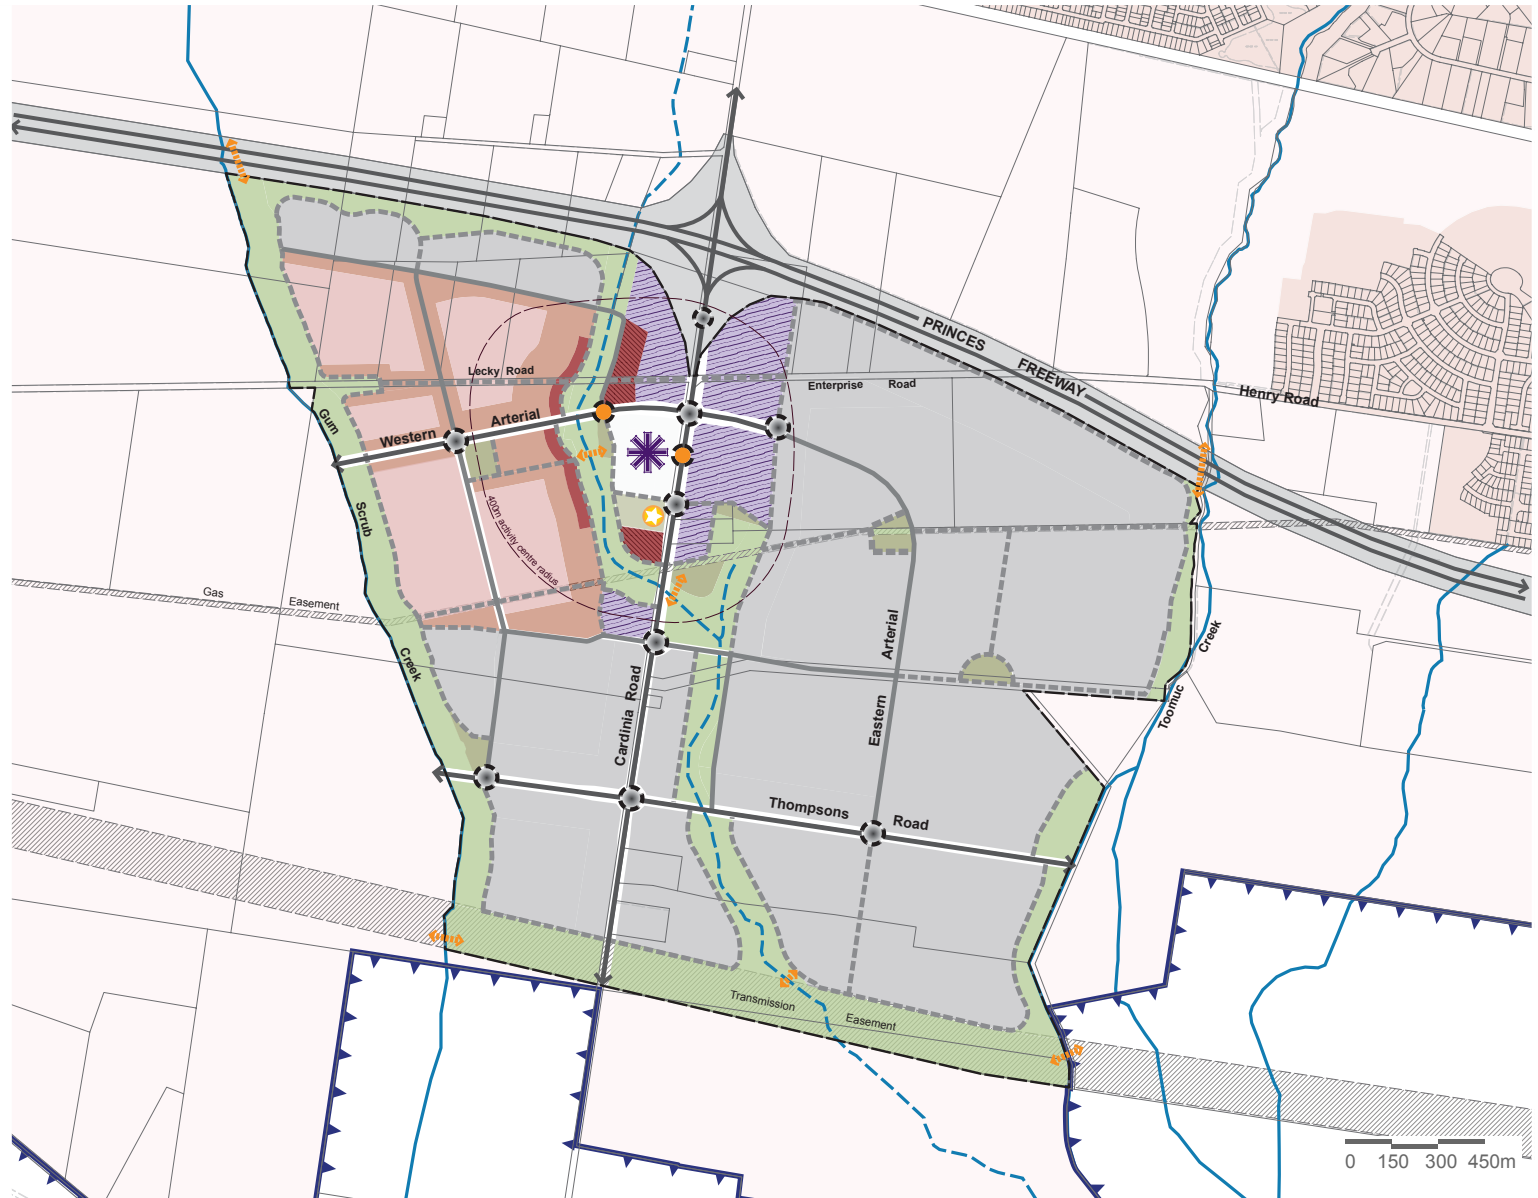 PRINCES
FREEWAY
Henry Road
Lecky Road
Enterprise Road
Western Arterial
Gum
Scrub
Creek
400m activity centre radius
Gas Easement
Arterial
Eastern
Creek
Toomuc
Cardinia Road
Thompsons Road
Transmission Easement
0 150 300 450m